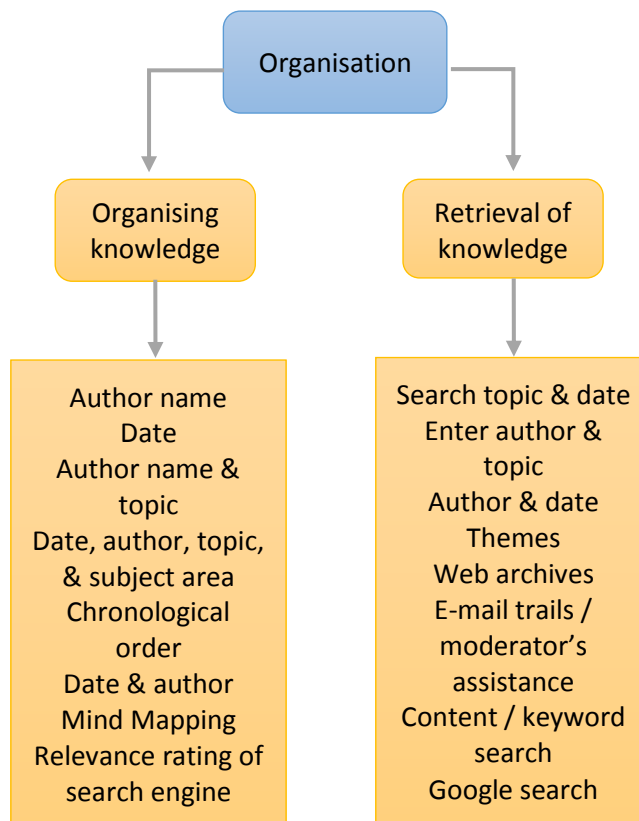 Organisation
Organising
knowledge
Retrieval of
knowledge
Author name
Date
Author name &
topic
Date, author, topic,
& subject area
Chronological
order
Date & author
Mind Mapping
Relevance rating of
search engine
Search topic & date
Enter author &
topic
Author & date
Themes
Web archives
E-mail trails /
moderator’s
assistance
Content / keyword
search
Google search